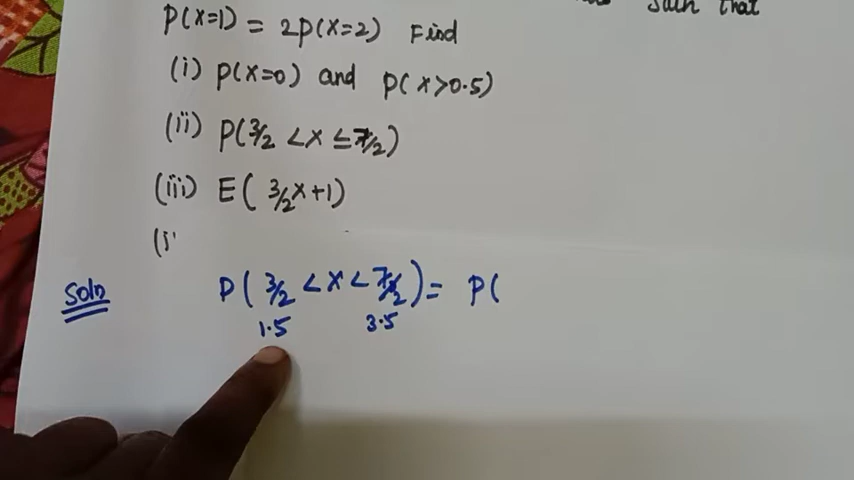 such that
P(X=1) = 2P(X=2) Find
(i) P(X=0) and P(X>0.5)
(ii) P(3/2 <X ≤7/2)
(iii) E( 3/2X+1)
(i
Soln P( 3/2 < X < 7/2) = P(
1.5 3.5